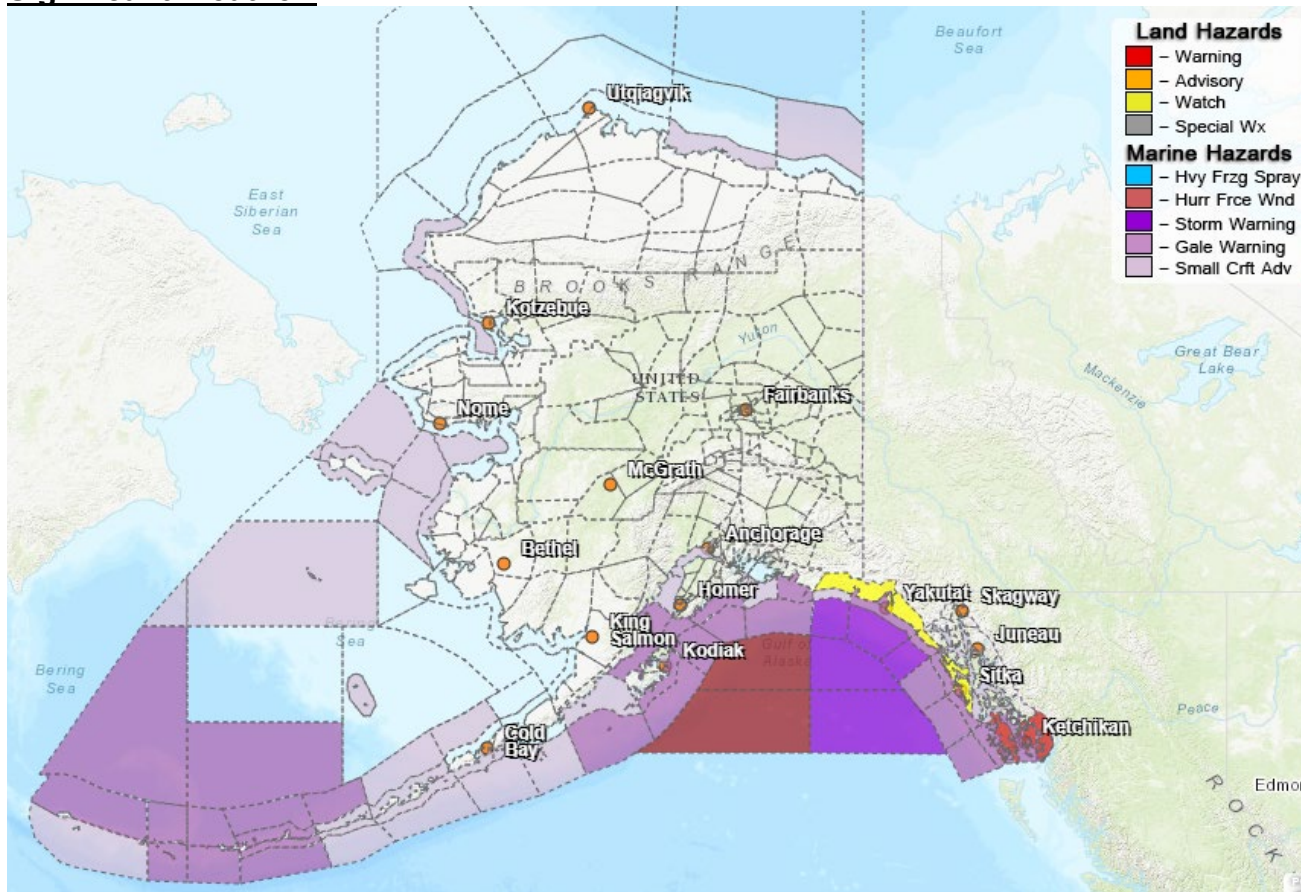 Beaufort
Sea
Land Hazards
– Warning
– Advisory
– Watch
– Special Wx
Marine Hazards
– Hvy Frzg Spray
– Hurr Frce Wnd
– Storm Warning
– Gale Warning
– Small Crft Adv
Utqiagvik
East
Siberian
Sea
BROOKS RANGE
Kotzebue
Yukon
Great Bear
Lake
Mackenzie
UNITED
STATES
Fairbanks
Nome
McGrath
Anchorage
Bethel
Homer
Yakutat
Skagway
King
Salmon
Juneau
Bering
Sea
Kodiak
Gulf of
Alaska
Sitka
Bering
Sea
Peace
Ketchikan
Cold
Bay
Edmo
ROCK